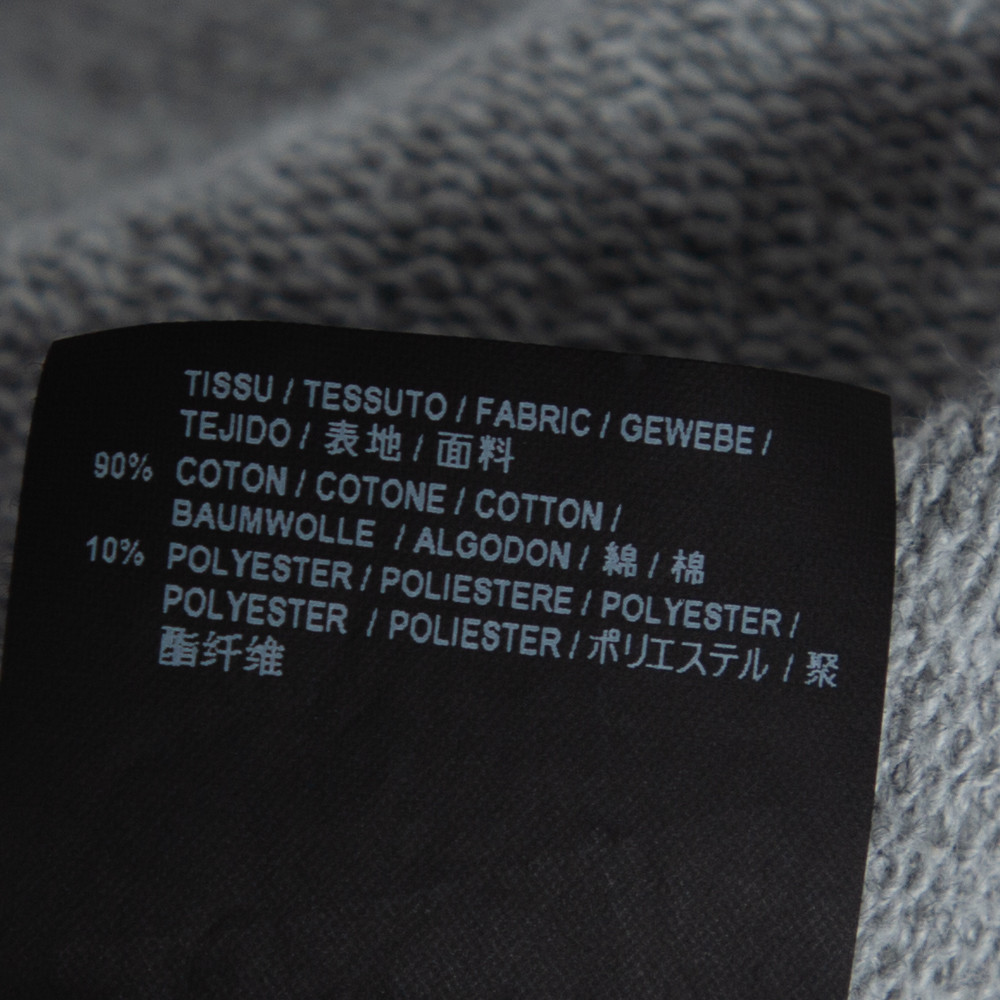 TISSU / TESSUTO / FABRIC / GEWEBE /
TEJIDO / 表地 / 面料
90% COTON / COTONE / COTTON /
BAUMWOLLE / ALGODON / 綿 / 棉
10% POLYESTER / POLIESTERE / POLYESTER /
POLYESTER / POLIESTER / ポリエステル / 聚
酯纤维